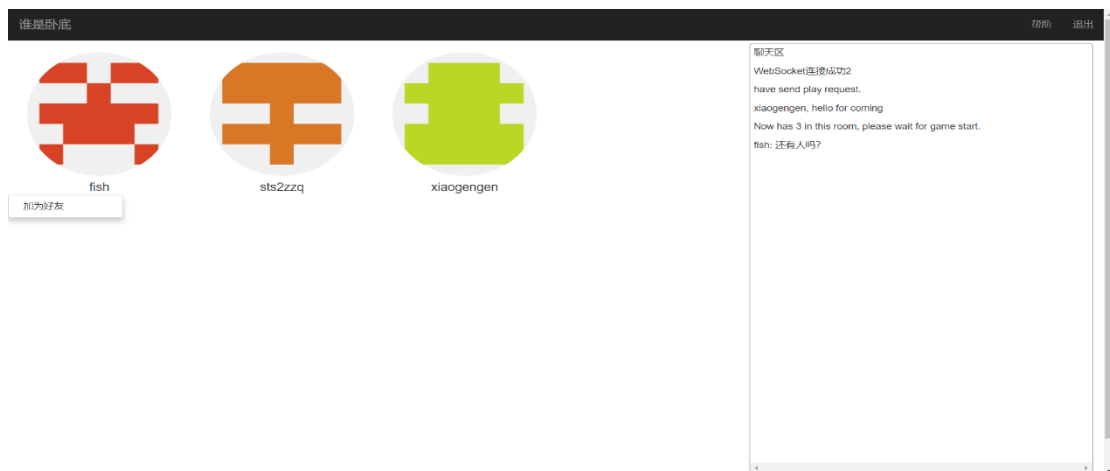 谁是卧底
帮助 退出
fish
sts2zzq
xiaogengen
加为好友
聊天区
WebSocket连接成功2
have send play request.
xiaogengen, hello for coming
Now has 3 in this room, please wait for game start.
fish: 还有人吗?